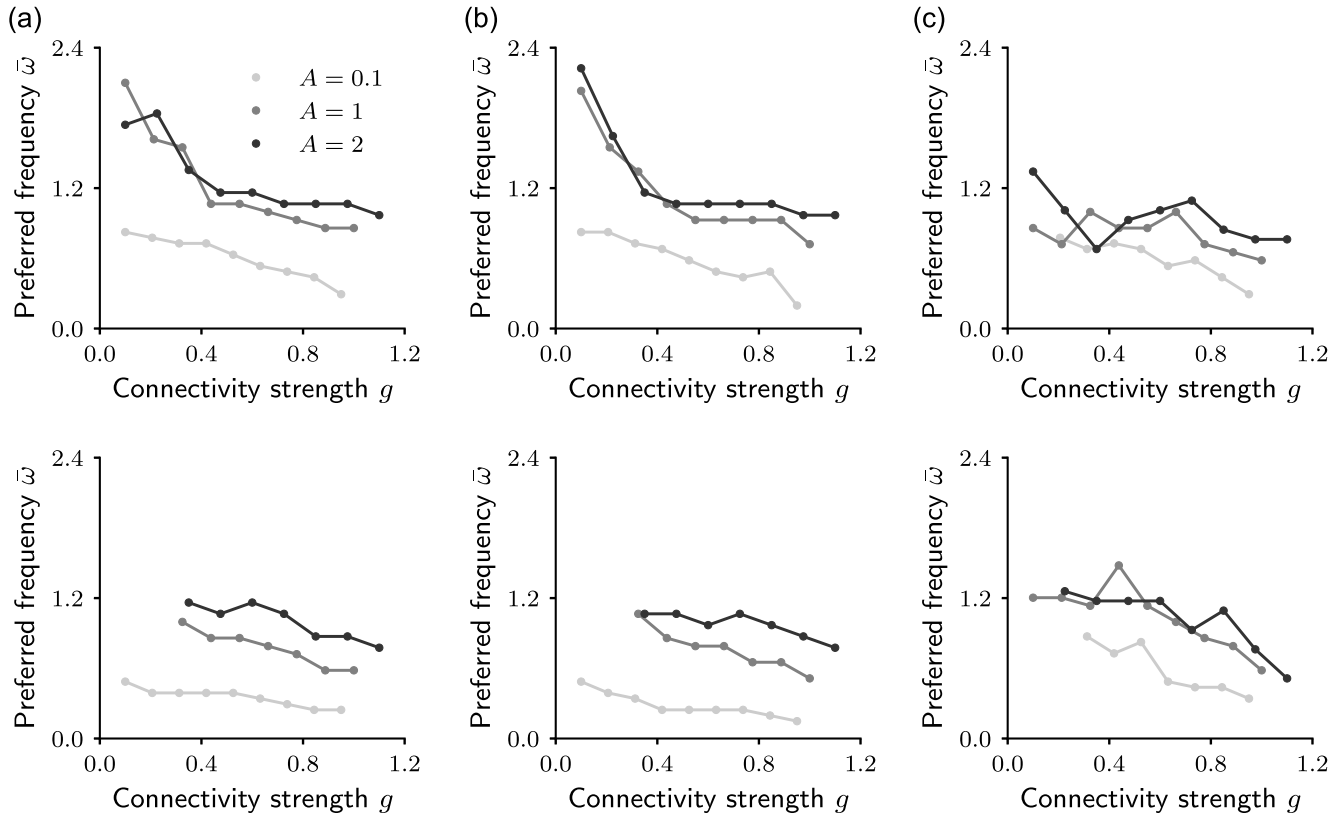 (a)
(b)
(c)
2.4
1.2
0.0
Preferred frequency ω̄
A = 0.1
A = 1
A = 2
0.0 0.4 0.8 1.2
Connectivity strength g
2.4
1.2
0.0
Preferred frequency ω̄
0.0 0.4 0.8 1.2
Connectivity strength g
2.4
1.2
0.0
Preferred frequency ω̄
0.0 0.4 0.8 1.2
Connectivity strength g
2.4
1.2
0.0
Preferred frequency ω̄
0.0 0.4 0.8 1.2
Connectivity strength g
2.4
1.2
0.0
Preferred frequency ω̄
0.0 0.4 0.8 1.2
Connectivity strength g
2.4
1.2
0.0
Preferred frequency ω̄
0.0 0.4 0.8 1.2
Connectivity strength g